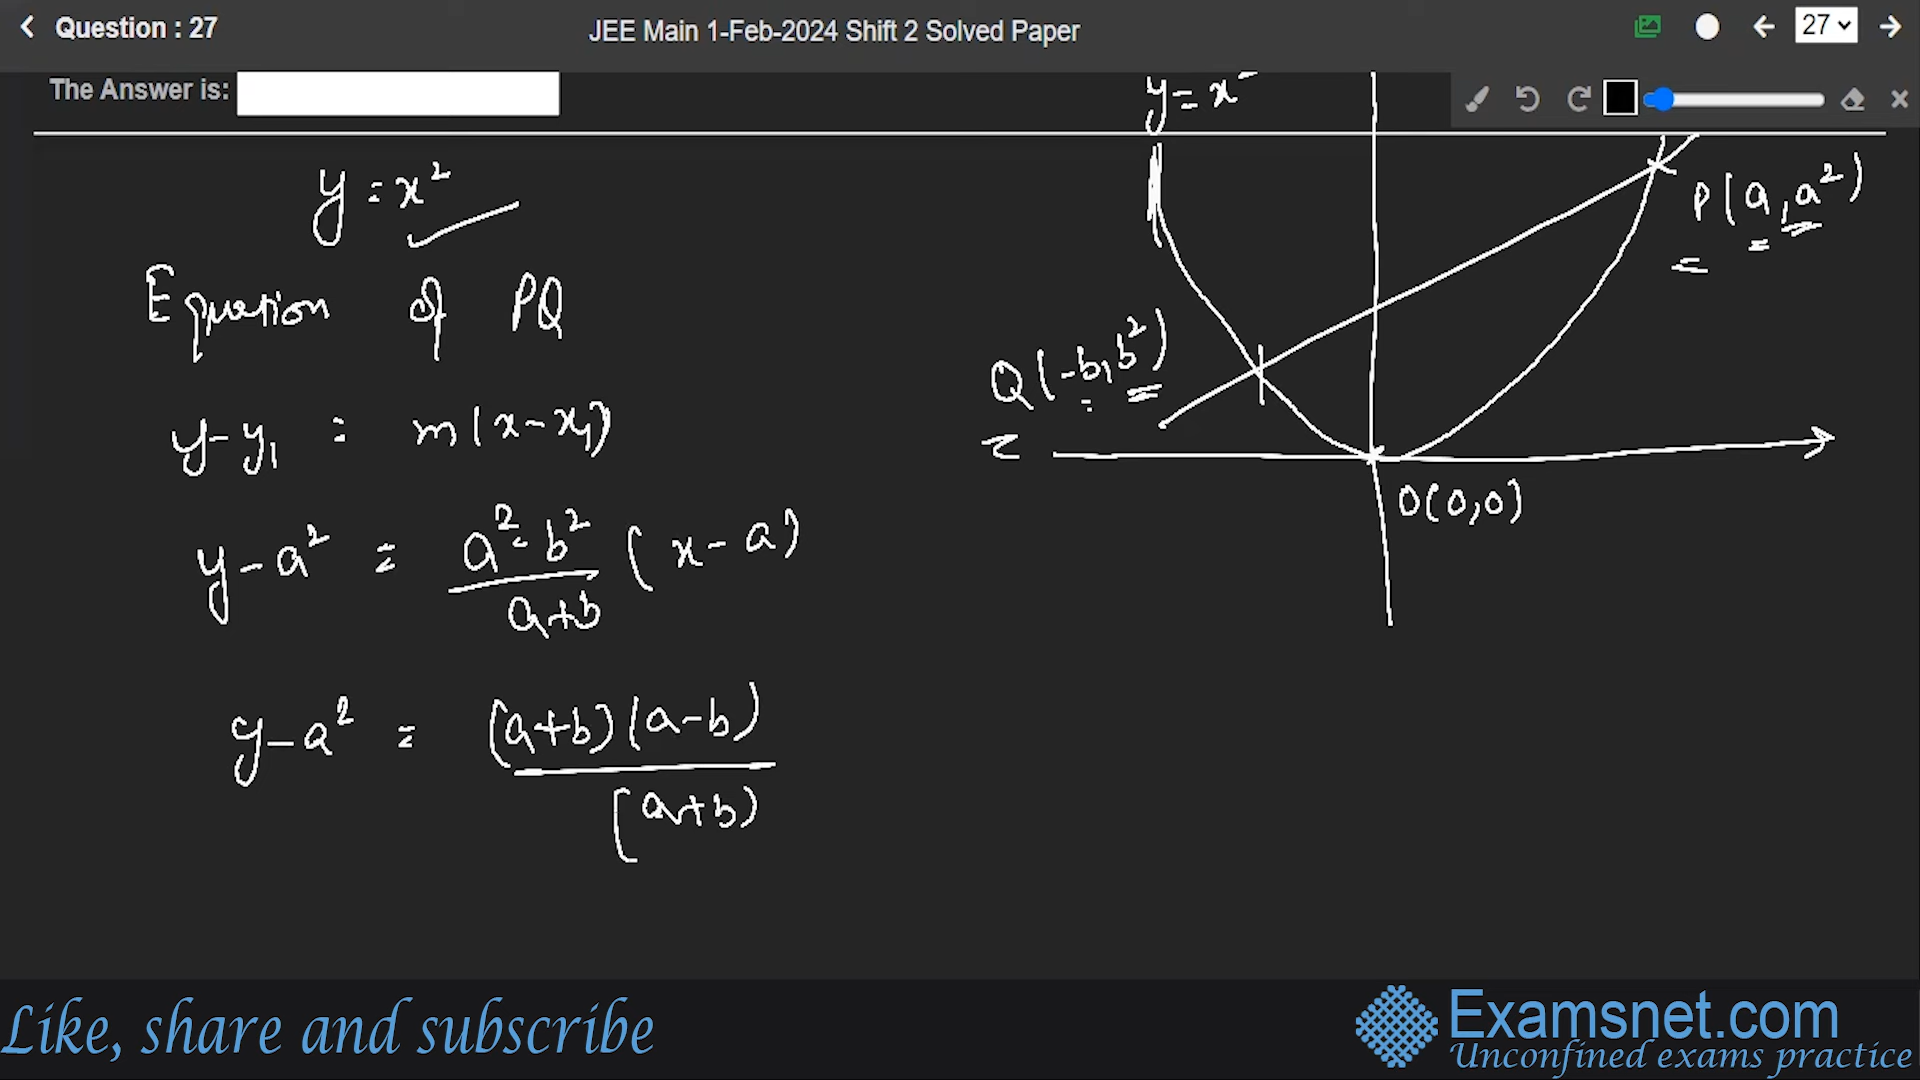 Question : 27
JEE Main 1-Feb-2024 Shift 2 Solved Paper
27
The Answer is:
y = x²
y = x²
Equation of PQ
y - y₁ = m(x - x₁)
y - a² = a² - b² / a+b (x - a)
y - a² = (a+b)(a-b) / (a+b)
P(a, a²)
Q(-b, b²)
O(0,0)
Like, share and subscribe
Examsnet.com
Unconfined exams practice